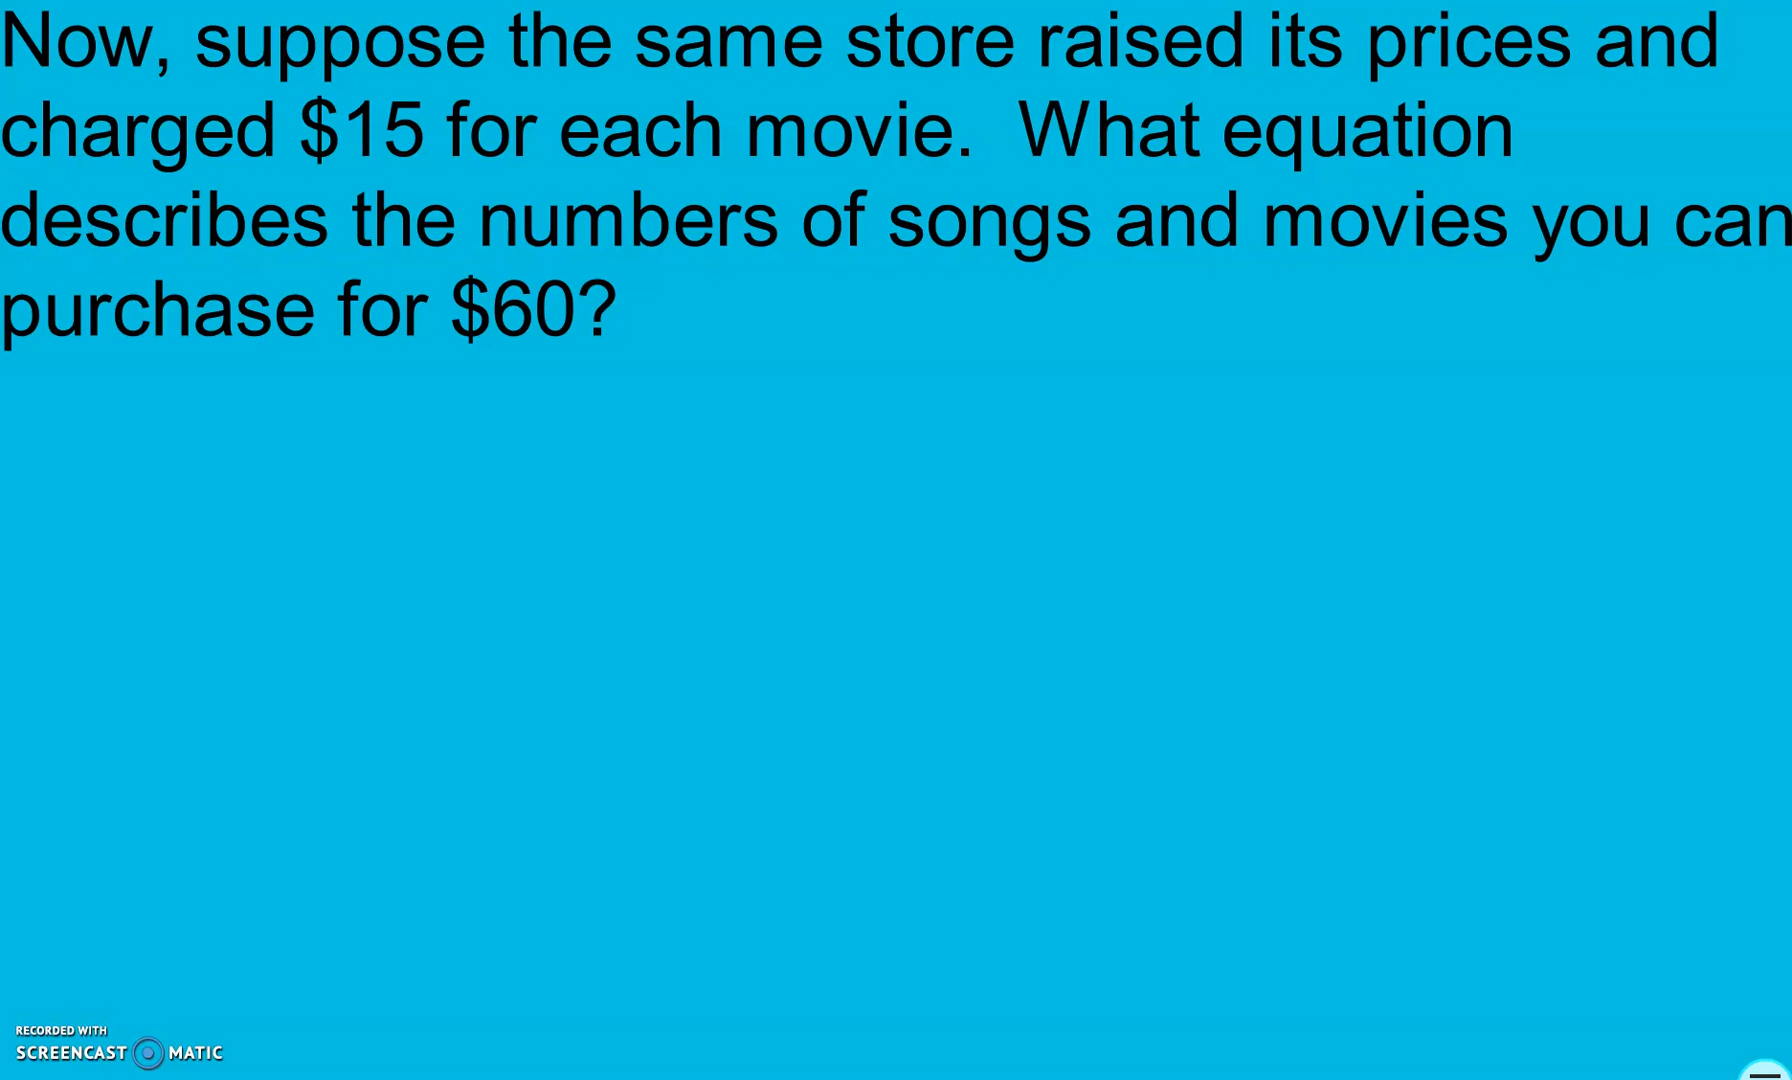 Now, suppose the same store raised its prices and
charged $15 for each movie.  What equation
describes the numbers of songs and movies you can
purchase for $60?
RECORDED WITH
SCREENCAST MATIC